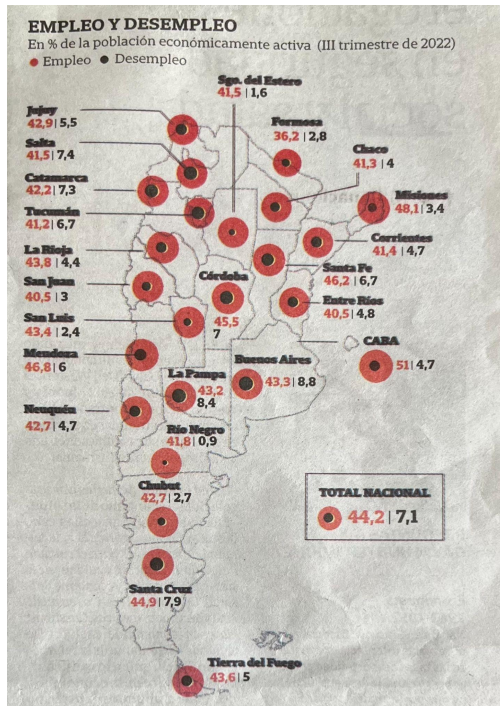 EMPLEO Y DESEMPLEO
En % de la población económicamente activa (III trimestre de 2022)
Empleo Desempleo
Sgo. del Estero
41,5 | 1,6
Jujuy
42,9 | 5,5
Formosa
36,2 | 2,8
Salta
41,5 | 7,4
Chaco
41,3 | 4
Catamarca
42,2 | 7,3
Misiones
48,1 | 3,4
Tucumán
41,2 | 6,7
Corrientes
41,4 | 4,7
La Rioja
43,8 | 4,4
Santa Fe
46,2 | 6,7
San Juan
40,5 | 3
Córdoba
45,5
7
Entre Ríos
40,5 | 4,8
San Luis
43,4 | 2,4
CABA
51 | 4,7
Mendoza
46,8 | 6
Buenos Aires
43,3 | 8,8
La Pampa
43,2
8,4
Neuquén
42,7 | 4,7
Río Negro
41,8 | 0,9
Chubut
42,7 | 2,7
TOTAL NACIONAL
44,2 | 7,1
Santa Cruz
44,9 | 7,9
Tierra del Fuego
43,6 | 5